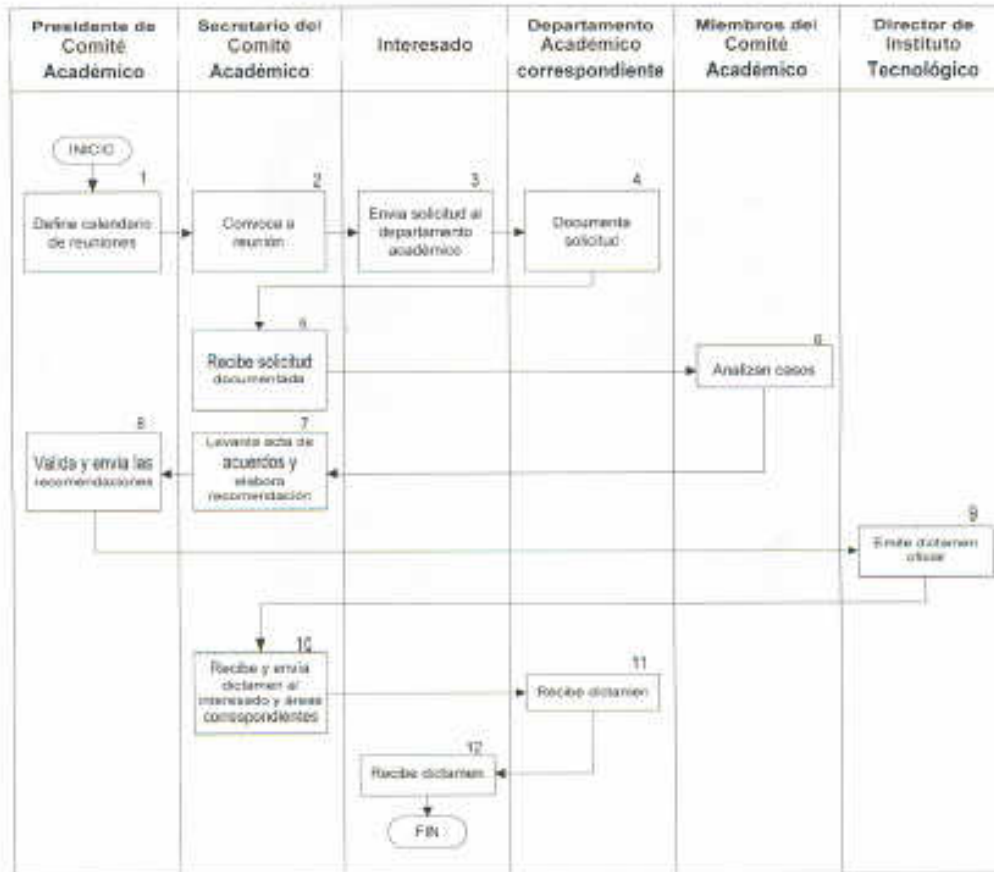 Presidente de
Comité
Académico
Secretario del
Comité
Académico
Interesado
Departamento
Académico
correspondiente
Miembros del
Comité
Académico
Director de
Instituto
Tecnológico
INICIO
1
Define calendario
de reuniones
2
Convoca a
reunión
3
Envia solicitud al
departamento
académico
4
Documenta
solicitud
5
Recibe solicitud
documentada
6
Analizan casos
7
Levanta acta de
acuerdos y
elabora
recomendación
8
Valida y envía las
recomendaciones
9
Emite dictamen
oficial
10
Recibe y envía
dictamen al
interesado y áreas
correspondientes
11
Recibe dictamen
12
Recibe dictamen
FIN